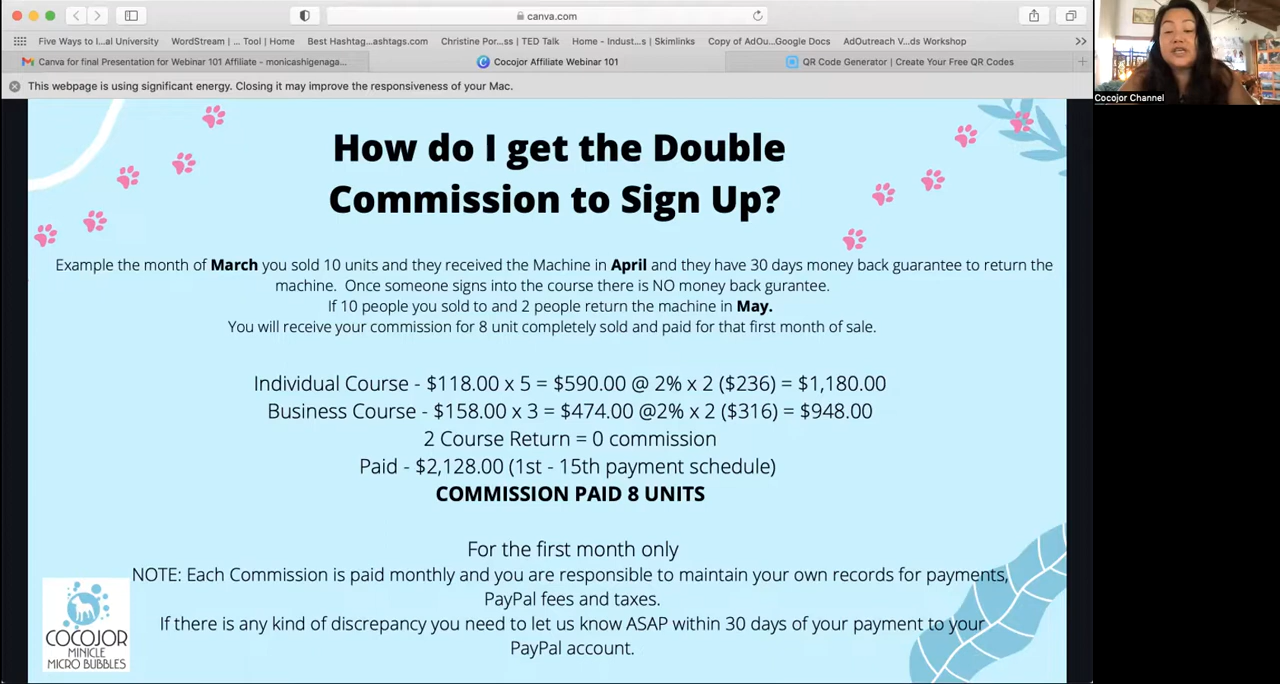 canva.com
Five Ways to I...al University WordStream | ... Tool | Home Best Hashtag...ashtags.com Christine Por...ss | TED Talk Home - Indust...s | Skimlinks Copy of AdOu...Google Docs AdOutreach V...ds Workshop
Canva for final Presentation for Webinar 101 Affiliate - monicashigenaga... Cocojor Affiliate Webinar 101 QR Code Generator | Create Your Free QR Codes
This webpage is using significant energy. Closing it may improve the responsiveness of your Mac.
Cocojor Channel
How do I get the Double
Commission to Sign Up?
Example the month of March you sold 10 units and they received the Machine in April and they have 30 days money back guarantee to return the
machine. Once someone signs into the course there is NO money back gurantee.
If 10 people you sold to and 2 people return the machine in May.
You will receive your commission for 8 unit completely sold and paid for that first month of sale.
Individual Course - $118.00 x 5 = $590.00 @ 2% x 2 ($236) = $1,180.00
Business Course - $158.00 x 3 = $474.00 @2% x 2 ($316) = $948.00
2 Course Return = 0 commission
Paid - $2,128.00 (1st - 15th payment schedule)
COMMISSION PAID 8 UNITS
For the first month only
NOTE: Each Commission is paid monthly and you are responsible to maintain your own records for payments,
PayPal fees and taxes.
If there is any kind of discrepancy you need to let us know ASAP within 30 days of your payment to your
PayPal account.
COCOJOR
MINICLE
MICRO BUBBLES